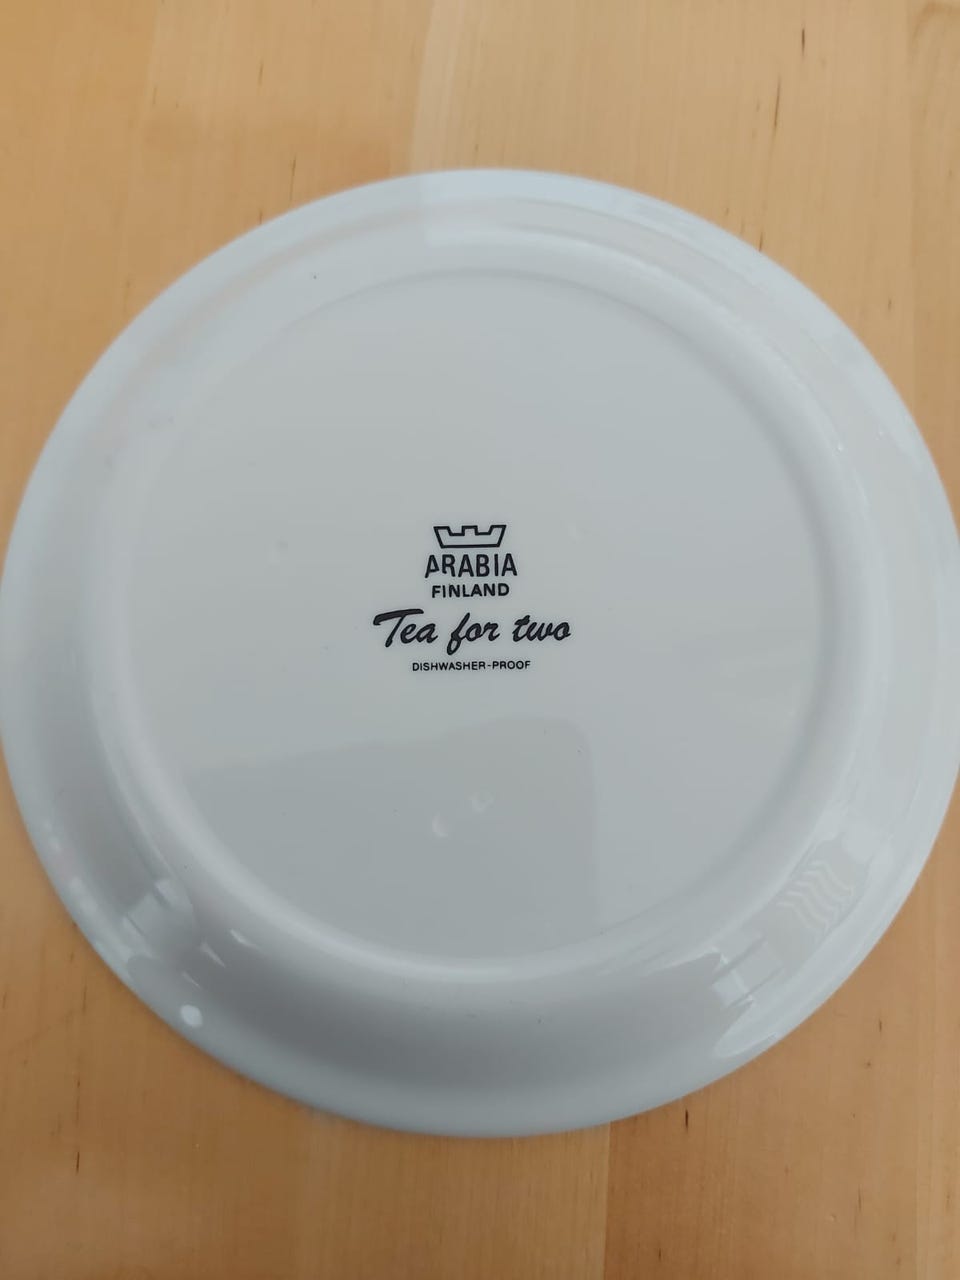 ARABIA
FINLAND
Tea for two
DISHWASHER-PROOF